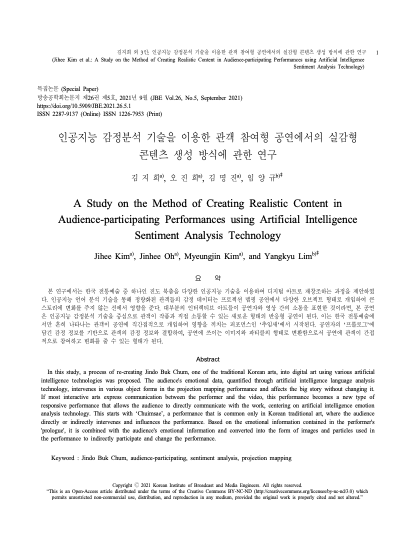 김지희 외 3인: 인공지능 감정분석 기술을 이용한 관객 참여형 공연에서의 실감형 콘텐츠 생성 방식에 관한 연구 1
(Jihee Kim et al.: A Study on the Method of Creating Realistic Content in Audience-participating Performances using Artificial Intelligence
Sentiment Analysis Technology)
특집논문 (Special Paper)
방송공학회논문지 제26권 제5호, 2021년 9월 (JBE Vol.26, No.5, September 2021)
https://doi.org/10.5909/JBE.2021.26.5.1
ISSN 2287-9137 (Online) ISSN 1226-7953 (Print)
인공지능 감정분석 기술을 이용한 관객 참여형 공연에서의 실감형
콘텐츠 생성 방식에 관한 연구
김 지 희a), 오 진 희a), 김 명 진a), 임 양 규b)‡
A Study on the Method of Creating Realistic Content in
Audience-participating Performances using Artificial Intelligence
Sentiment Analysis Technology
Jihee Kima), Jinhee Oha), Myeungjin Kima), and Yangkyu Limb)‡
요 약
본 연구에서는 한국 전통예술 중 하나인 진도 북춤을 다양한 인공지능 기술을 이용하여 디지털 아트로 재창조하는 과정을 제안하였
다. 인공지능 언어 분석 기술을 통해 정량화된 관객들의 감정 데이터는 프로젝션 맵핑 공연에서 다양한 오브젝트 형태로 개입하여 큰
스토리에 변화를 주지 않는 선에서 영향을 준다. 대부분의 인터랙티브 아트들이 공연자와 영상 간의 소통을 표현한 것이라면, 본 공연
은 인공지능 감정분석 기술을 중심으로 관객이 작품과 직접 소통할 수 있는 새로운 형태의 반응형 공연이 된다. 이는 한국 전통예술에
서만 흔히 나타나는 관객이 공연에 직간접적으로 개입하여 영향을 끼치는 퍼포먼스인 '추임새'에서 시작된다. 공연자의 '프롤로그'에
담긴 감정 정보를 기반으로 관객의 감정 정보와 결합하여, 공연에 쓰이는 이미지와 파티클의 형태로 변환함으로서 공연에 관객이 간접
적으로 참여하고 변화를 줄 수 있는 형태가 된다.
Abstract
In this study, a process of re-creating Jindo Buk Chum, one of the traditional Korean arts, into digital art using various artificial
intelligence technologies was proposed. The audience's emotional data, quantified through artificial intelligence language analysis
technology, intervenes in various object forms in the projection mapping performance and affects the big story without changing it.
If most interactive arts express communication between the performer and the video, this performance becomes a new type of
responsive performance that allows the audience to directly communicate with the work, centering on artificial intelligence emotion
analysis technology. This starts with 'Chuimsae', a performance that is common only in Korean traditional art, where the audience
directly or indirectly intervenes and influences the performance. Based on the emotional information contained in the performer's
'prologue', it is combined with the audience's emotional information and converted into the form of images and particles used in
the performance to indirectly participate and change the performance.
Keyword : Jindo Buk Chum, audience-participating, sentiment analysis, projection mapping
Copyright © 2021 Korean Institute of Broadcast and Media Engineers. All rights reserved.
"This is an Open-Access article distributed under the terms of the Creative Commons BY-NC-ND (http://creativecommons.org/licenses/by-nc-nd/3.0) which
permits unrestricted non-commercial use, distribution, and reproduction in any medium, provided the original work is properly cited and not altered."